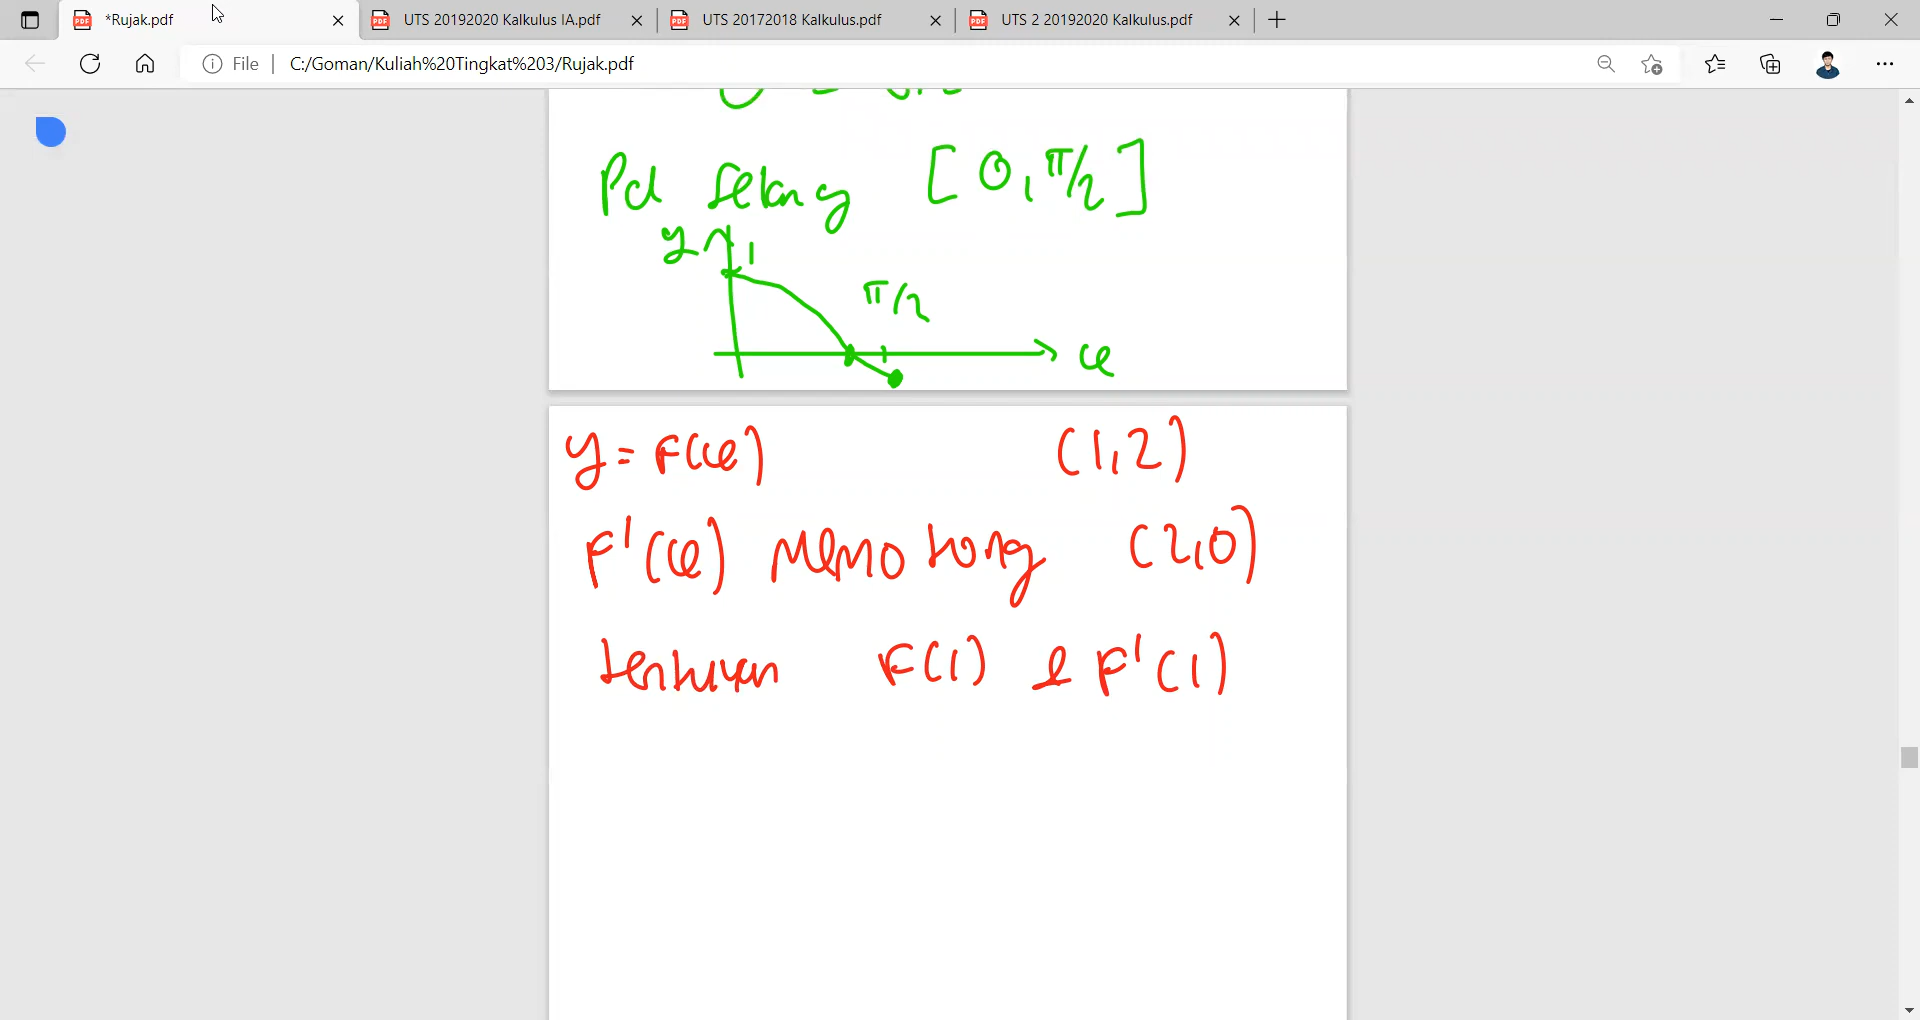 *Rujak.pdf
UTS 20192020 Kalkulus IA.pdf
UTS 20172018 Kalkulus.pdf
UTS 2 20192020 Kalkulus.pdf
File
C:/Goman/Kuliah%20Tingkat%203/Rujak.pdf
Pd selang [0, π/2]
y 1
π/2
x
y = F(x) (1,2)
F'(x) memotong (2,0)
tentukan F(1) & F'(1)